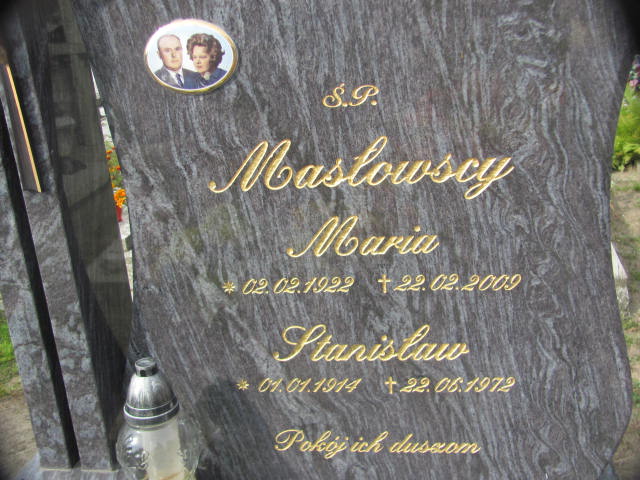 Ś.P.
Masłowscy
Maria
* 02.02.1922 † 22.02.2009
Stanisław
* 01.01.1914 † 22.06.1972
Pokój ich duszom